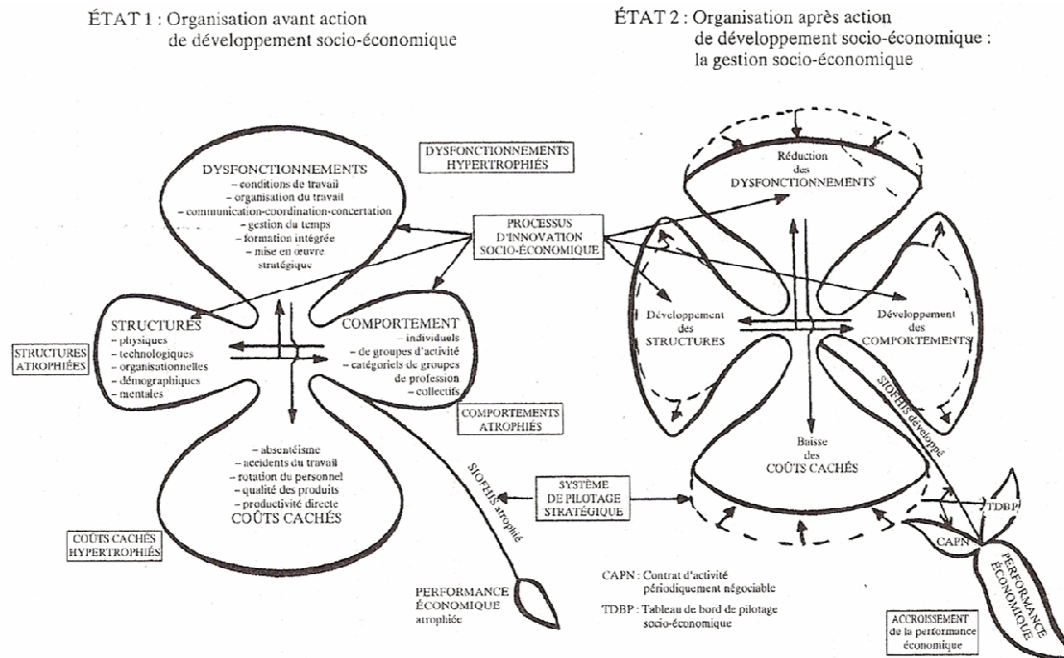 ÉTAT 1 : Organisation avant action
de développement socio-économique
ÉTAT 2 : Organisation après action
de développement socio-économique :
la gestion socio-économique
DYSFONCTIONNEMENTS
– conditions de travail
– organisation du travail
– communication-coordination-concertation
– gestion du temps
– formation intégrée
– mise en œuvre
stratégique
DYSFONCTIONNEMENTS
HYPERTROPHIÉS
PROCESSUS
D'INNOVATION
SOCIO-ÉCONOMIQUE
STRUCTURES
– physiques
– technologiques
– organisationnelles
– démographiques
– mentales
STRUCTURES
ATROPHIÉES
COMPORTEMENT
– individuels
– de groupes d'activité
– catégoriels de groupes
de profession
– collectifs
COMPORTEMENTS
ATROPHIÉS
– absentéisme
– accidents du travail
– rotation du personnel
– qualité des produits
– productivité directe
COÛTS CACHÉS
COÛTS CACHÉS
HYPERTROPHIÉS
SIOFHIS atrophié
SYSTÈME
DE PILOTAGE
STRATÉGIQUE
PERFORMANCE
ÉCONOMIQUE
atrophiée
Réduction
des
DYSFONCTIONNEMENTS
Développement
des
STRUCTURES
Développement
des
COMPORTEMENTS
Baisse
des
COÛTS CACHÉS
SIOFHIS développé
TDBP
CAPN
PERFORMANCE
ÉCONOMIQUE
CAPN : Contrat d'activité
périodiquement négociable
TDBP : Tableau de bord de pilotage
socio-économique
ACCROISSEMENT
de la performance
économique